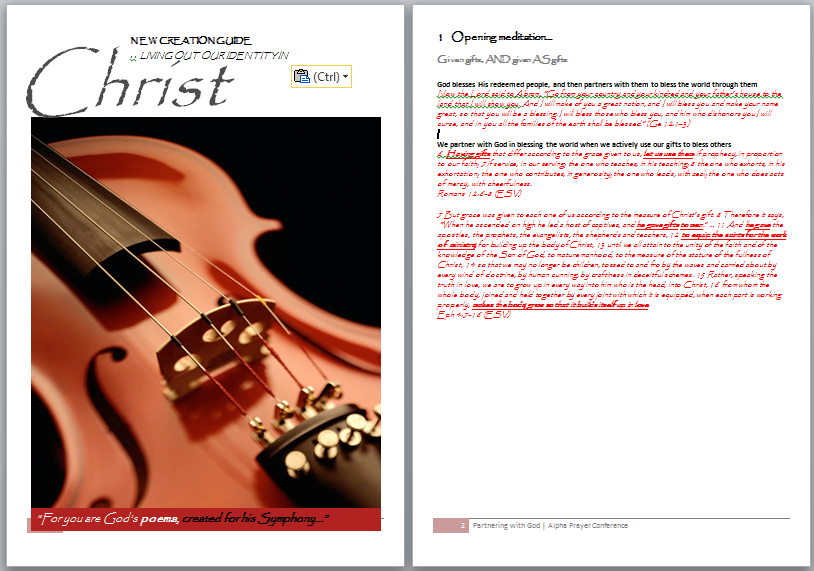 NEW CREATION GUIDE
LIVING OUT OUR IDENTITY IN
Christ
(Ctrl)
"For you are God's poema, created for his Symphony..."
1 Opening meditation...
Given gifts, AND given AS gifts
God blesses His redeemed people, and then partners with them to bless the world through them
Now the Lord said to Abram, "Go from your country and your kindred and your father's house to the
land that I will show you. And I will make of you a great nation, and I will bless you and make your name
great, so that you will be a blessing. I will bless those who bless you, and him who dishonors you I will
curse, and in you all the families of the earth shall be blessed." (Ge 12:1-3)
We partner with God in blessing the world when we actively use our gifts to bless others
6 Having gifts that differ according to the grace given to us, let us use them: if prophecy, in proportion
to our faith; 7 if service, in our serving; the one who teaches, in his teaching; 8 the one who exhorts, in his
exhortation; the one who contributes, in generosity; the one who leads, with zeal; the one who does acts
of mercy, with cheerfulness.
Romans 12:6-8 (ESV)
7 But grace was given to each one of us according to the measure of Christ's gift. 8 Therefore it says,
"When he ascended on high he led a host of captives, and he gave gifts to men." .. 11 And he gave the
apostles, the prophets, the evangelists, the shepherds and teachers, 12 to equip the saints for the work
of ministry, for building up the body of Christ, 13 until we all attain to the unity of the faith and of the
knowledge of the Son of God, to mature manhood, to the measure of the stature of the fullness of
Christ, 14 so that we may no longer be children, tossed to and fro by the waves and carried about by
every wind of doctrine, by human cunning, by craftiness in deceitful schemes. 15 Rather, speaking the
truth in love, we are to grow up in every way into him who is the head, into Christ, 16 from whom the
whole body, joined and held together by every joint with which it is equipped, when each part is working
properly, makes the body grow so that it builds itself up in love.
Eph 4:7-16 (ESV)
2 Partnering with God | Alpha Prayer Conference